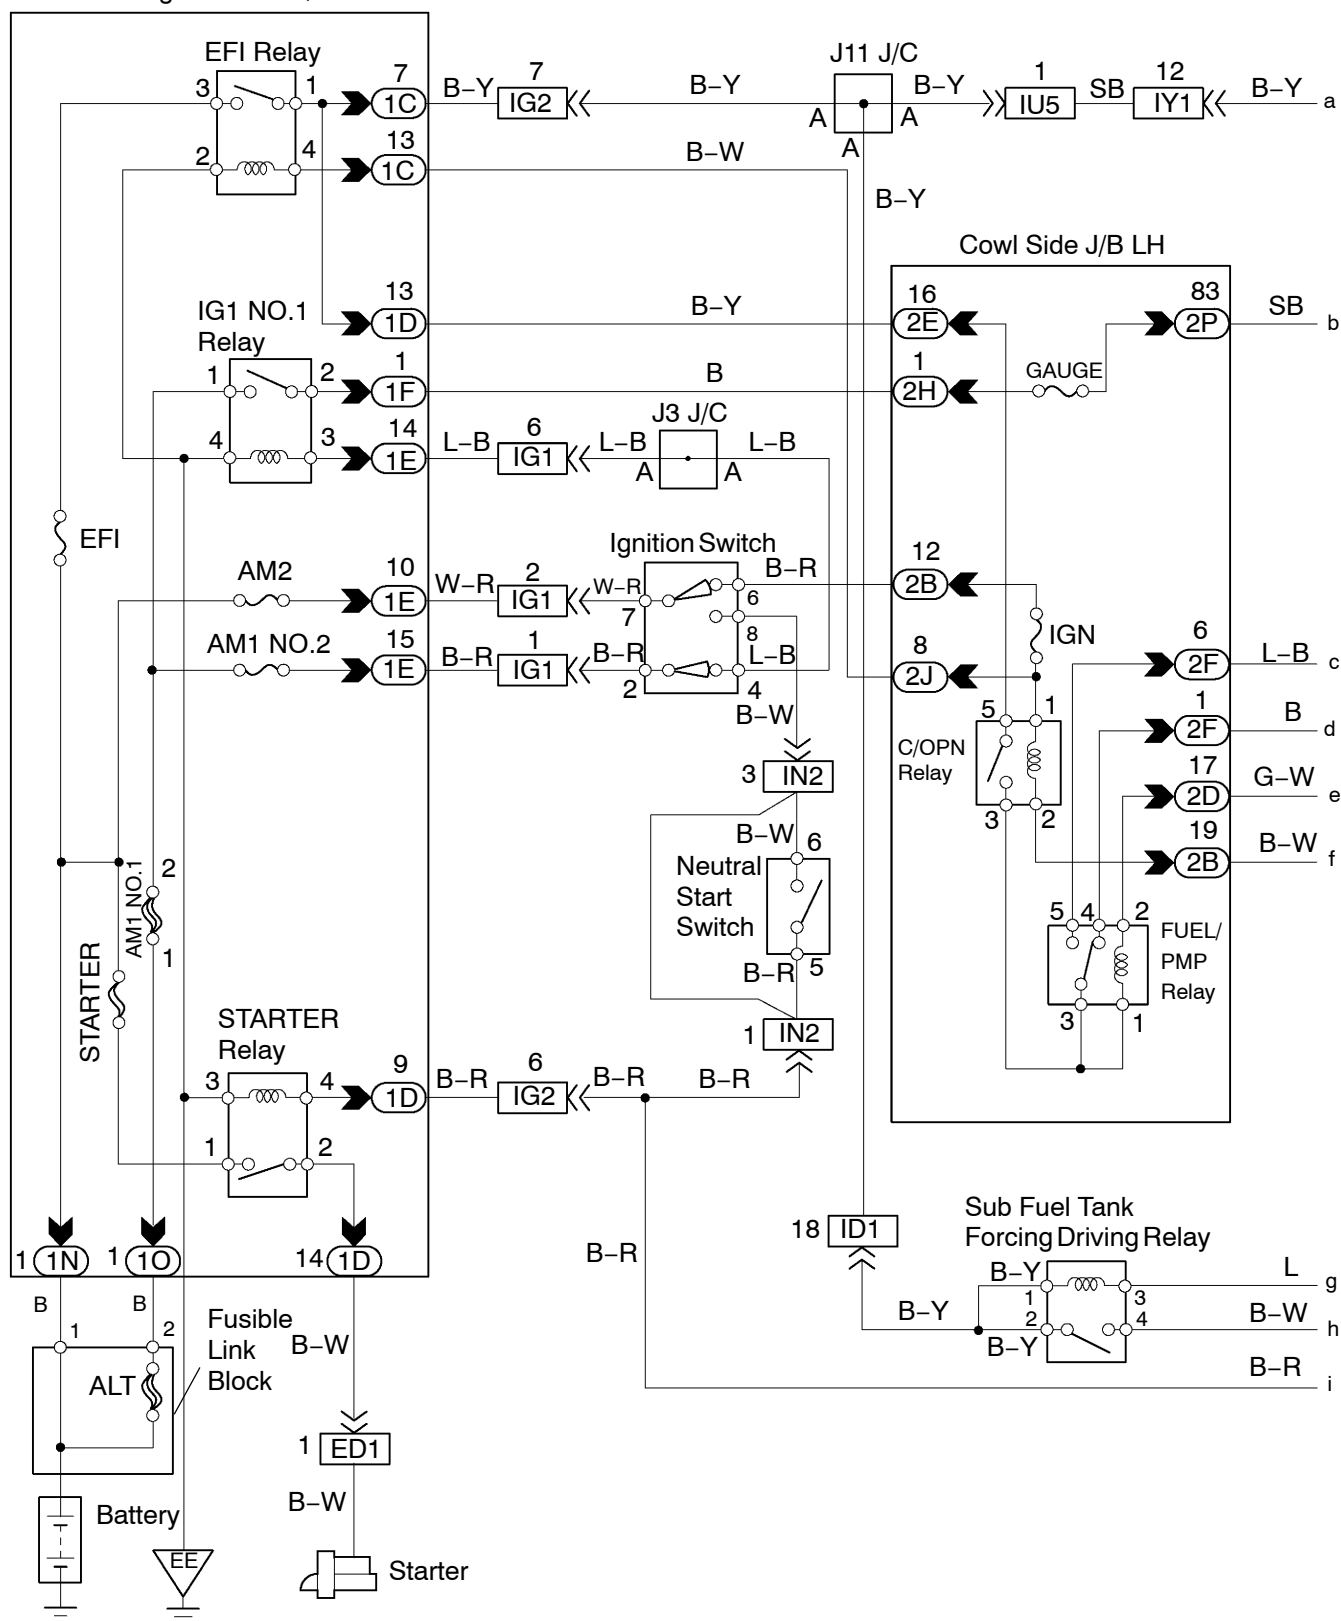 EFI Relay
3
1
7
1C
B–Y
7
IG2
B–Y
J11 J/C
A
A
A
B–Y
1
IU5
SB
12
IY1
B–Y
a
2
4
13
1C
B–W
B–Y
Cowl Side J/B LH
IG1 NO.1
Relay
13
1D
B–Y
16
2E
83
2P
SB
b
1
2
1
1F
B
1
2H
GAUGE
4
3
14
1E
L–B
6
IG1
L–B
J3 J/C
A
A
L–B
EFI
AM2
10
1E
W–R
2
IG1
W–R
Ignition Switch
7
6
8
B–R
12
2B
IGN
AM1 NO.2
15
1E
B–R
1
IG1
B–R
2
4
L–B
8
2J
6
2F
L–B
c
B–W
5
1
C/OPN
Relay
3
2
1
2F
B
d
3
IN2
17
2D
G–W
e
B–W
6
19
2B
B–W
f
Neutral
Start
Switch
5
B–R
AM1 NO.1
2
1
STARTER
5
4
2
FUEL/
PMP
Relay
3
1
STARTER
Relay
1
IN2
3
4
9
1D
B–R
6
IG2
B–R
B–R
1
2
1
1N
1
1O
14
1D
B–R
18
ID1
Sub Fuel Tank
Forcing Driving Relay
B–Y
1
3
L
g
B–Y
2
4
B–W
h
B–Y
B–R
i
B
B
1
2
Fusible
Link
Block
ALT
B–W
1
ED1
B–W
Battery
EE
Starter